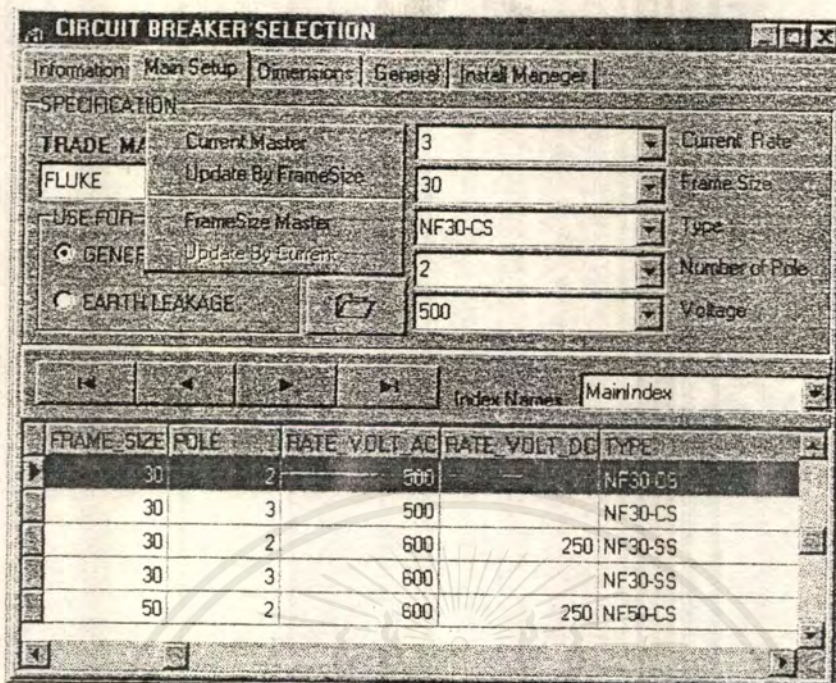 CIRCUIT BREAKER SELECTION
Information Main Setup Dimensions General Install Manager
SPECIFICATION
TRADE MA
FLUKE
USE FOR
GENER
EARTH LEAKAGE
Current Master
Update By FrameSize
FrameSize Master
Update By Current
3 Current Rate
30 Frame Size
NF30-CS Type
2 Number of Pole
500 Voltage
Index Names MainIndex
FRAME_SIZE POLE RATE_VOLT_AC RATE_VOLT_DC TYPE
30 2 500 NF30-CS
30 3 500 NF30-CS
30 2 600 250 NF30-SS
30 3 600 NF30-SS
50 2 600 250 NF50-CS